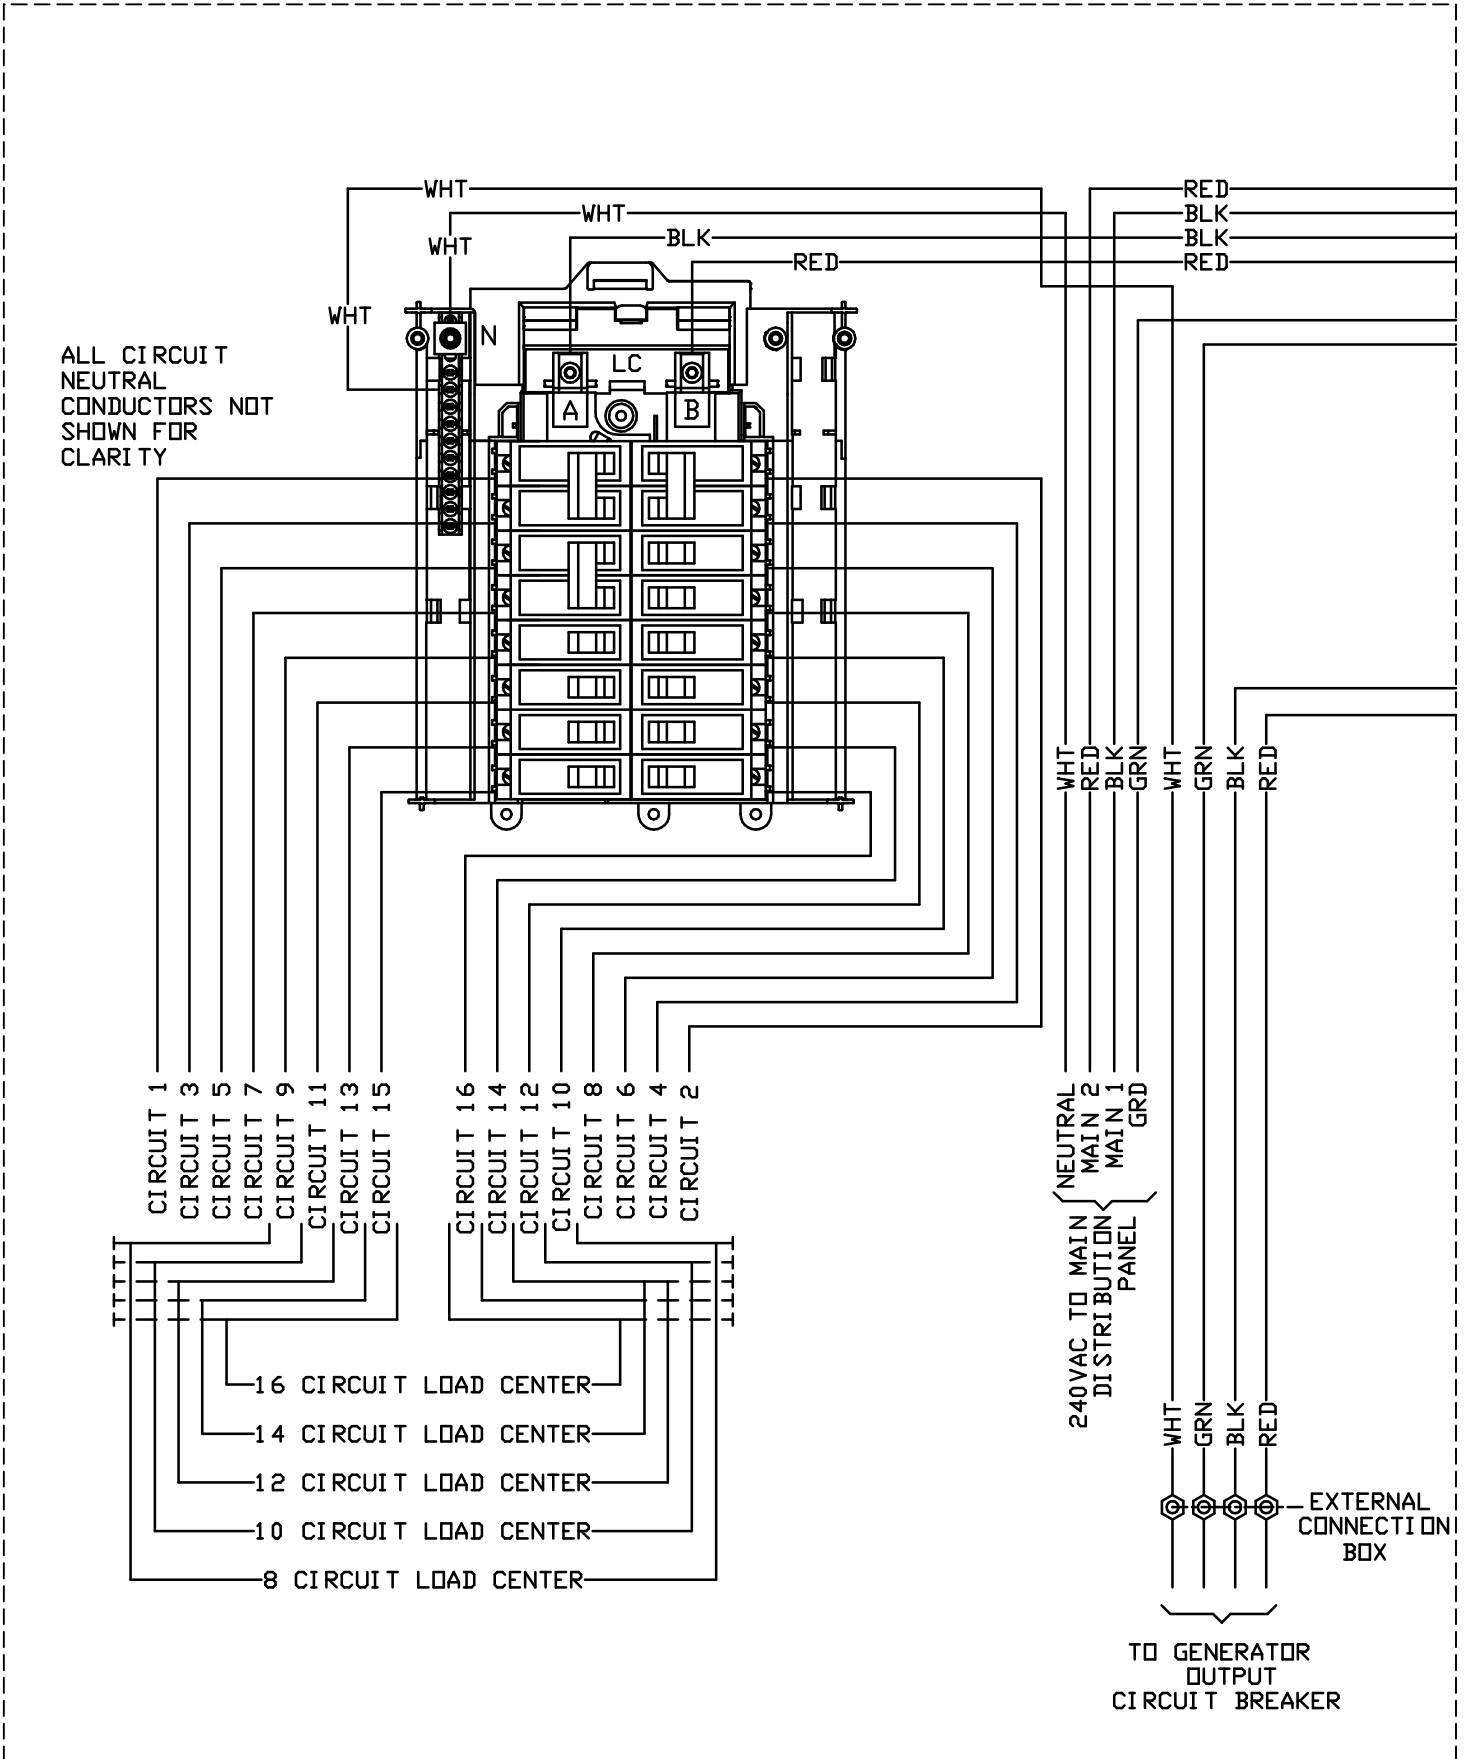 WHT
RED
WHT
BLK
WHT
BLK
BLK
RED
RED
WHT
N
LC
A
B
ALL CIRCUIT
NEUTRAL
CONDUCTORS NOT
SHOWN FOR
CLARITY
WHT
RED
BLK
GRN
WHT
GRN
BLK
RED
CIRCUIT 1
CIRCUIT 3
CIRCUIT 5
CIRCUIT 7
CIRCUIT 9
CIRCUIT 11
CIRCUIT 13
CIRCUIT 15
CIRCUIT 16
CIRCUIT 14
CIRCUIT 12
CIRCUIT 10
CIRCUIT 8
CIRCUIT 6
CIRCUIT 4
CIRCUIT 2
NEUTRAL
MAIN 2
MAIN 1
GRD
240VAC TO MAIN
DISTRIBUTION
PANEL
16 CIRCUIT LOAD CENTER
14 CIRCUIT LOAD CENTER
12 CIRCUIT LOAD CENTER
10 CIRCUIT LOAD CENTER
8 CIRCUIT LOAD CENTER
WHT
GRN
BLK
RED
EXTERNAL
CONNECTION
BOX
TO GENERATOR
OUTPUT
CIRCUIT BREAKER